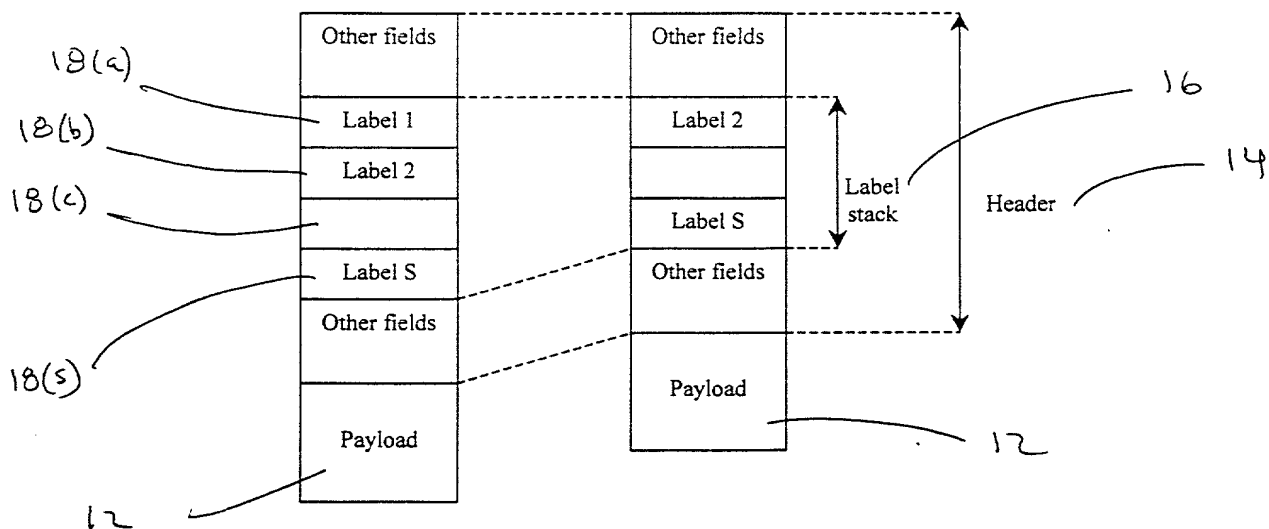 Other fields
Other fields
18(a)
16
Label 1
Label 2
18(b)
Label 2
14
18(c)
Label
stack
Header
Label S
Label S
Other fields
Other fields
18(s)
Payload
Payload
12
12